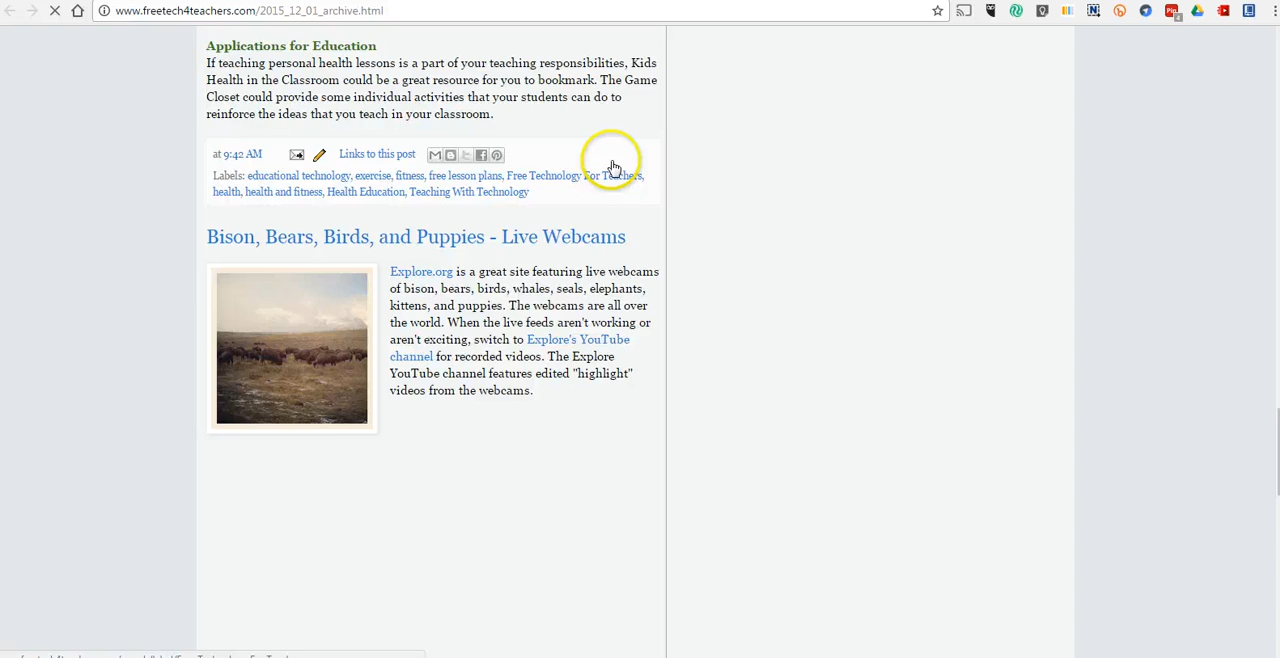 www.freetech4teachers.com/2015_12_01_archive.html
Applications for Education
If teaching personal health lessons is a part of your teaching responsibilities, Kids
Health in the Classroom could be a great resource for you to bookmark. The Game
Closet could provide some individual activities that your students can do to
reinforce the ideas that you teach in your classroom.
at 9:42 AM Links to this post
Labels: educational technology, exercise, fitness, free lesson plans, Free Technology For Teachers,
health, health and fitness, Health Education, Teaching With Technology
Bison, Bears, Birds, and Puppies - Live Webcams
Explore.org is a great site featuring live webcams
of bison, bears, birds, whales, seals, elephants,
kittens, and puppies. The webcams are all over
the world. When the live feeds aren't working or
aren't exciting, switch to Explore's YouTube
channel for recorded videos. The Explore
YouTube channel features edited "highlight"
videos from the webcams.